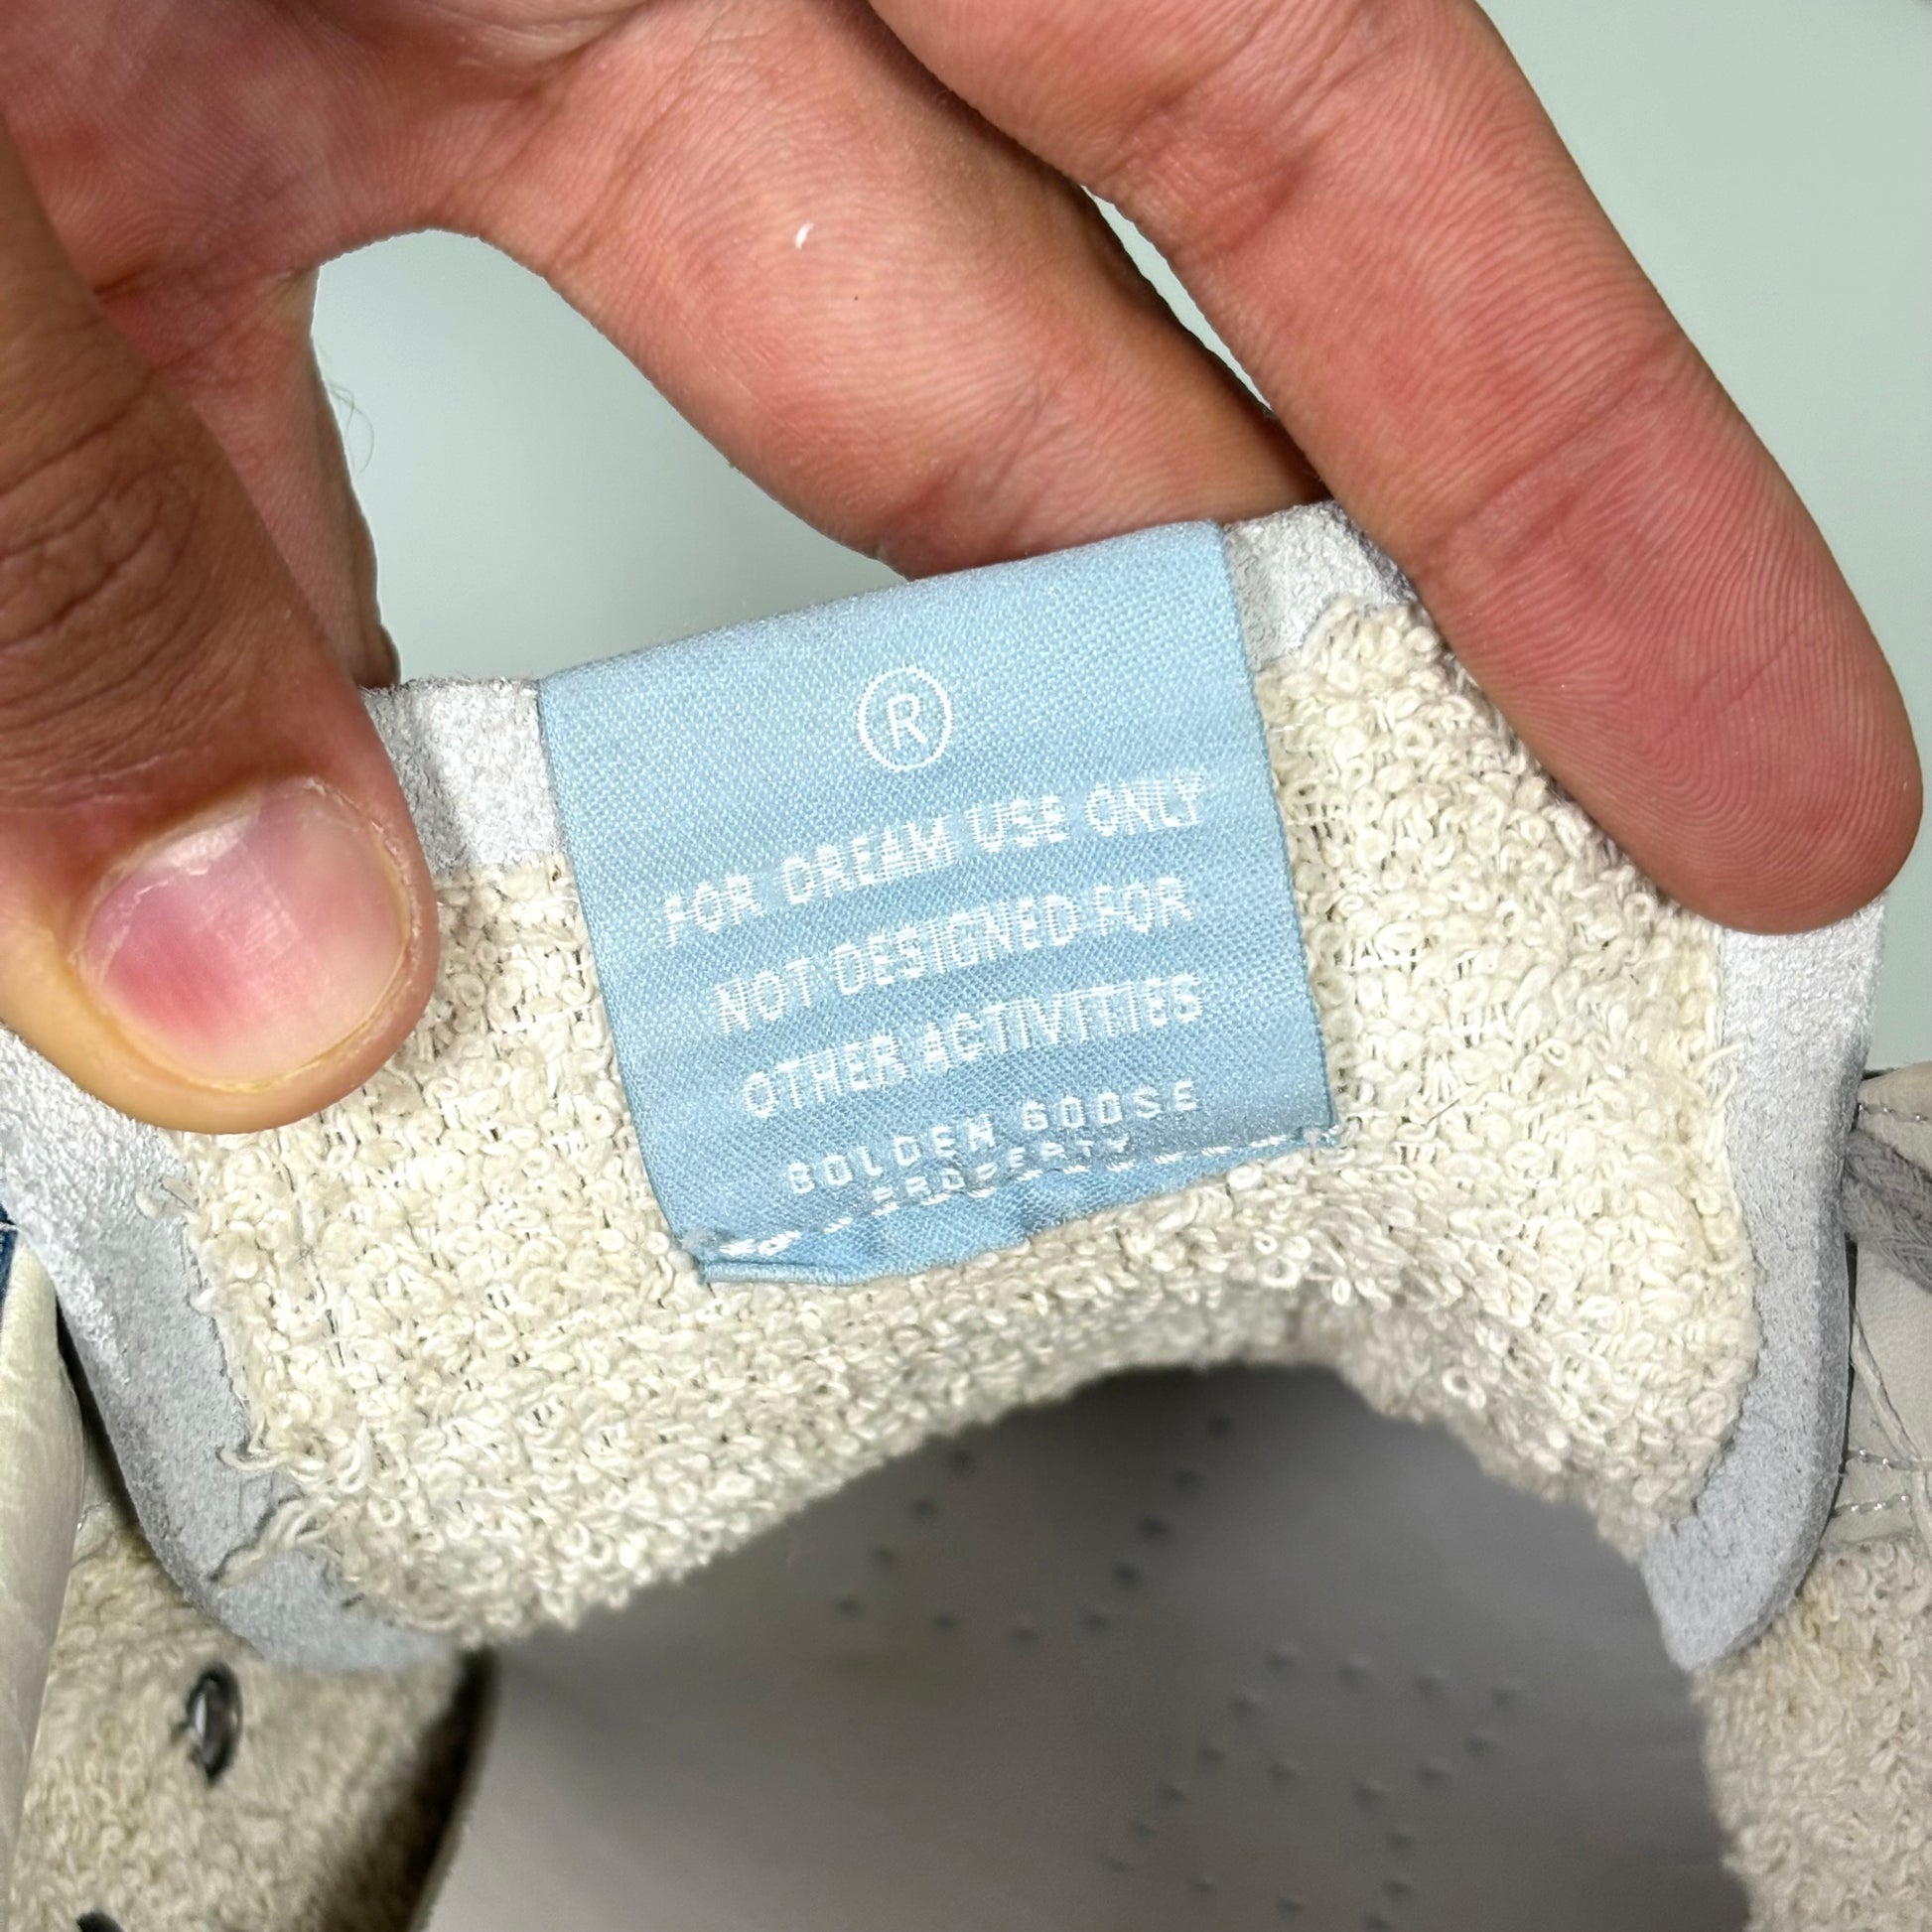 ®
FOR DREAM USE ONLY
NOT DESIGNED FOR
OTHER ACTIVITIES
GOLDEN GOOSE
PROPERTY